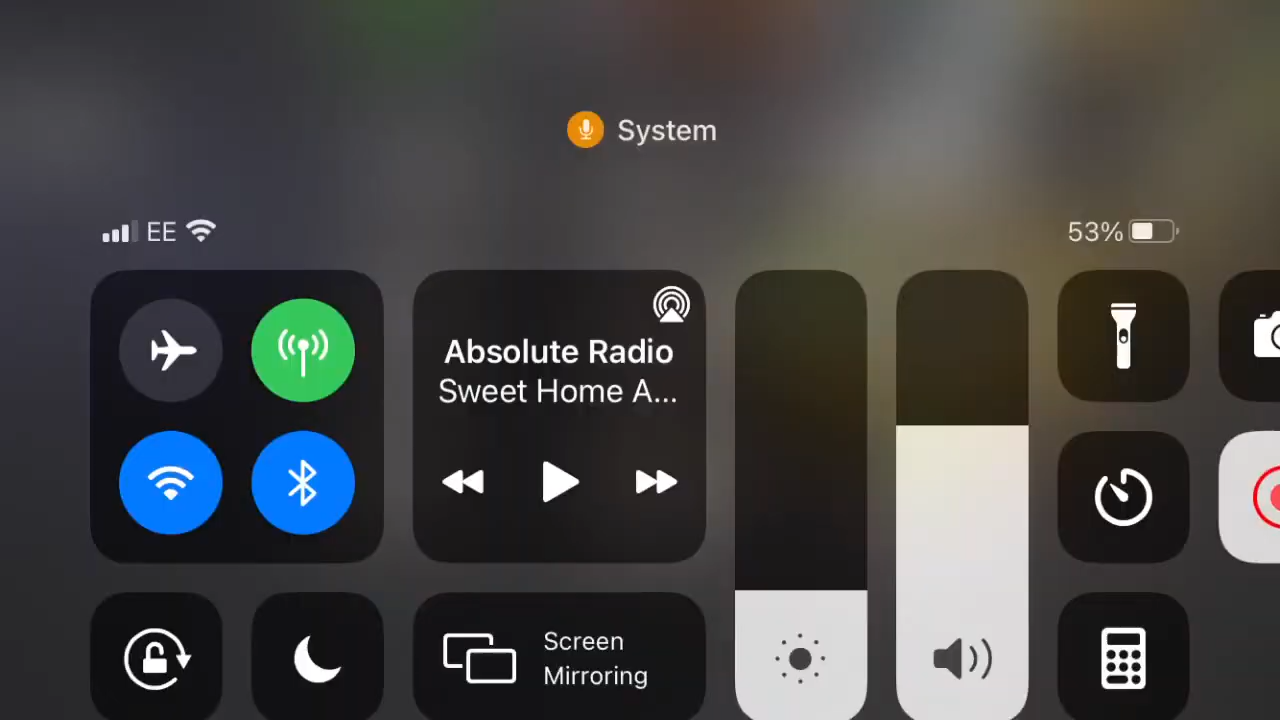 System
EE
53%
Absolute Radio
Sweet Home A...
Screen
Mirroring